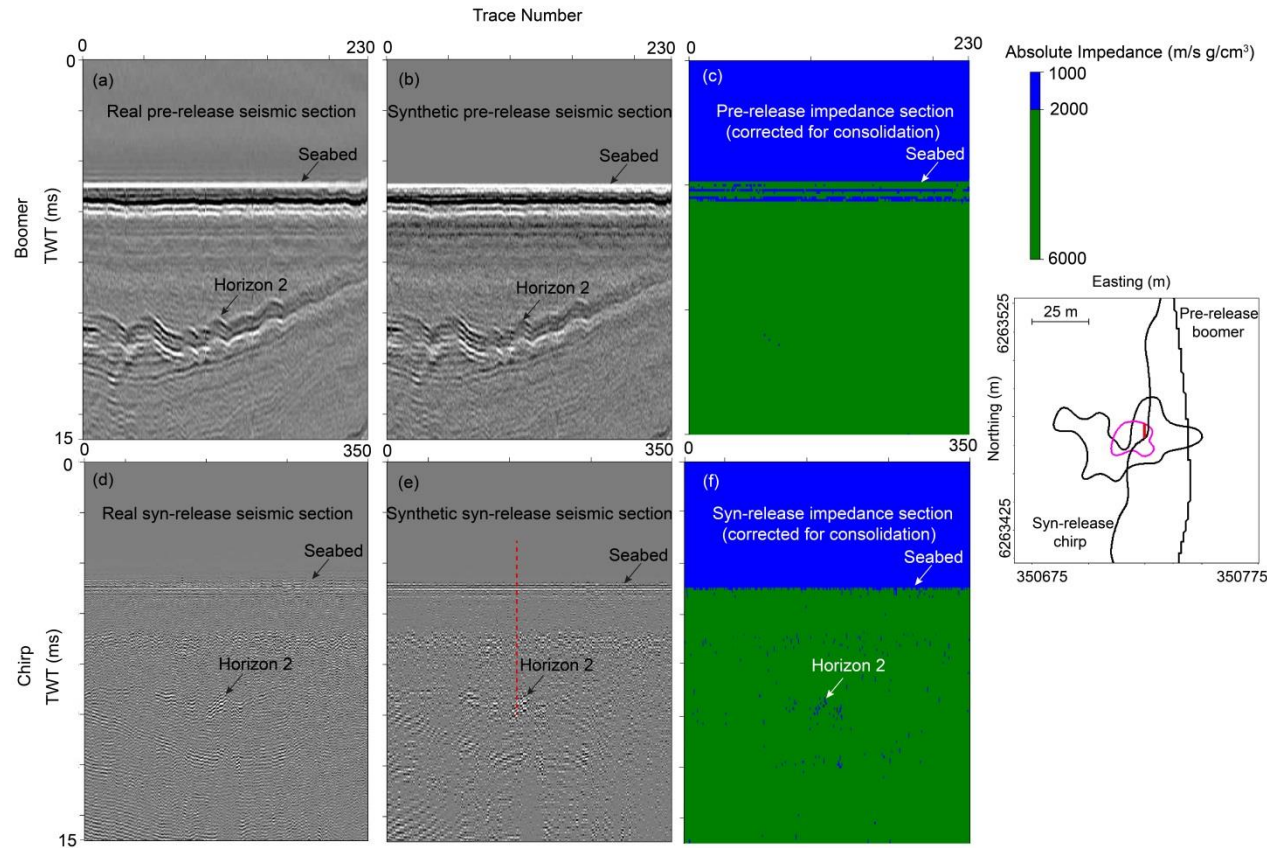 Trace Number
0 230 0 230 0 230
0
(a)
Real pre-release seismic section
Seabed
Horizon 2
Boomer
TWT (ms)
15
(b)
Synthetic pre-release seismic section
Seabed
Horizon 2
(c)
Pre-release impedance section
(corrected for consolidation)
Seabed
Absolute Impedance (m/s g/cm³)
1000
2000
6000
0 350 0 350 0 350
0
(d)
Real syn-release seismic section
Seabed
Horizon 2
Chirp
TWT (ms)
15
(e)
Synthetic syn-release seismic section
Seabed
Horizon 2
(f)
Syn-release impedance section
(corrected for consolidation)
Seabed
Horizon 2
Easting (m)
25 m
Pre-release
boomer
6263525
Northing (m)
6263425
Syn-release
chirp
350675 350775